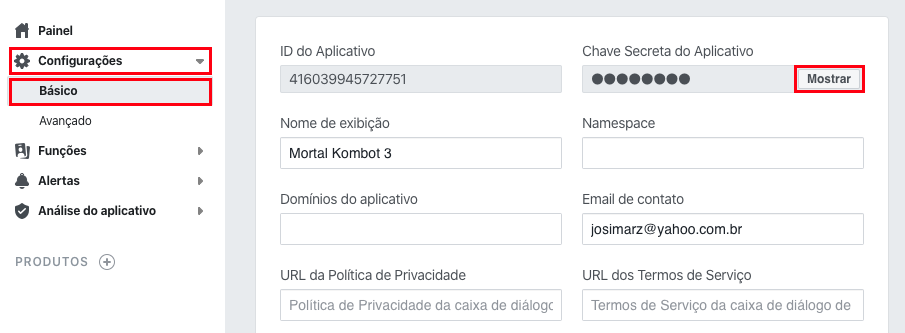 Painel
Configurações
Básico
Avançado
Funções
Alertas
Análise do aplicativo
PRODUTOS
ID do Aplicativo
416039945727751
Chave Secreta do Aplicativo
●●●●●●●● Mostrar
Nome de exibição
Mortal Kombot 3
Namespace
Domínios do aplicativo
Email de contato
josimarz@yahoo.com.br
URL da Política de Privacidade
Política de Privacidade da caixa de diálogo
URL dos Termos de Serviço
Termos de Serviço da caixa de diálogo de